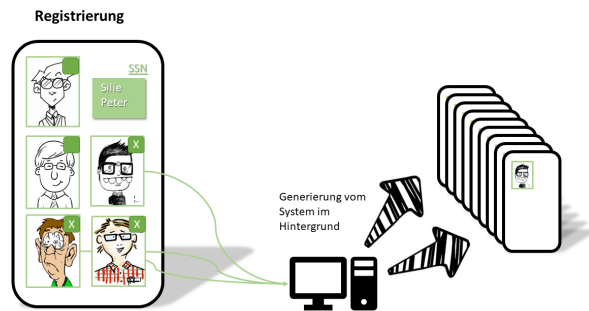 Registrierung
SSN
Silie
Peter
X
X
X
Generierung vom
System im
Hintergrund